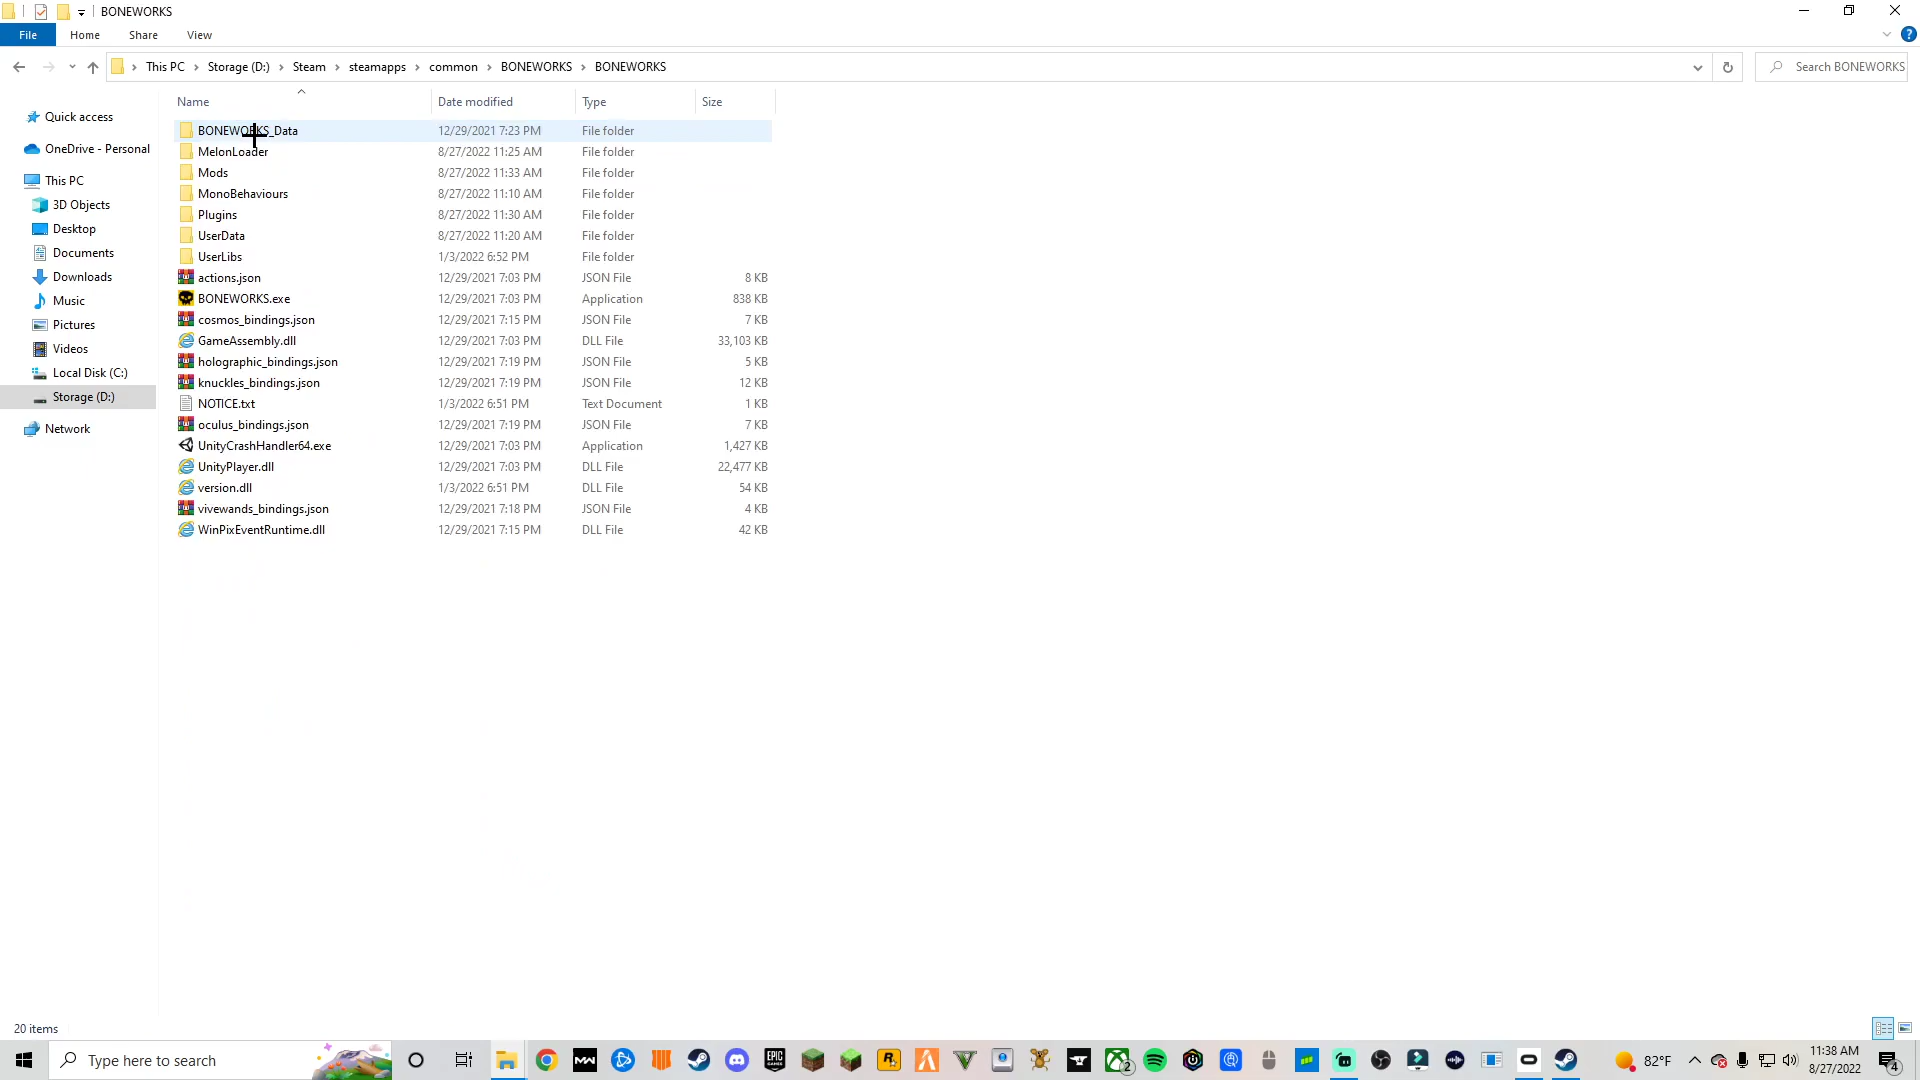 BONEWORKS
File Home Share View
This PC Storage (D:) Steam steamapps common BONEWORKS BONEWORKS
Search BONEWORKS
Name Date modified Type Size
Quick access
OneDrive - Personal
This PC
3D Objects
Desktop
Documents
Downloads
Music
Pictures
Videos
Local Disk (C:)
Storage (D:)
Network
BONEWORKS_Data 12/29/2021 7:23 PM File folder
MelonLoader 8/27/2022 11:25 AM File folder
Mods 8/27/2022 11:33 AM File folder
MonoBehaviours 8/27/2022 11:10 AM File folder
Plugins 8/27/2022 11:30 AM File folder
UserData 8/27/2022 11:20 AM File folder
UserLibs 1/3/2022 6:52 PM File folder
actions.json 12/29/2021 7:03 PM JSON File 8 KB
BONEWORKS.exe 12/29/2021 7:03 PM Application 838 KB
cosmos_bindings.json 12/29/2021 7:15 PM JSON File 7 KB
GameAssembly.dll 12/29/2021 7:03 PM DLL File 33,103 KB
holographic_bindings.json 12/29/2021 7:19 PM JSON File 5 KB
knuckles_bindings.json 12/29/2021 7:19 PM JSON File 12 KB
NOTICE.txt 1/3/2022 6:51 PM Text Document 1 KB
oculus_bindings.json 12/29/2021 7:19 PM JSON File 7 KB
UnityCrashHandler64.exe 12/29/2021 7:03 PM Application 1,427 KB
UnityPlayer.dll 12/29/2021 7:03 PM DLL File 22,477 KB
version.dll 1/3/2022 6:51 PM DLL File 54 KB
vivewands_bindings.json 12/29/2021 7:18 PM JSON File 4 KB
WinPixEventRuntime.dll 12/29/2021 7:15 PM DLL File 42 KB
20 items
Type here to search
MW
EPIC GAMES
R
2
82°F
11:38 AM
8/27/2022
4